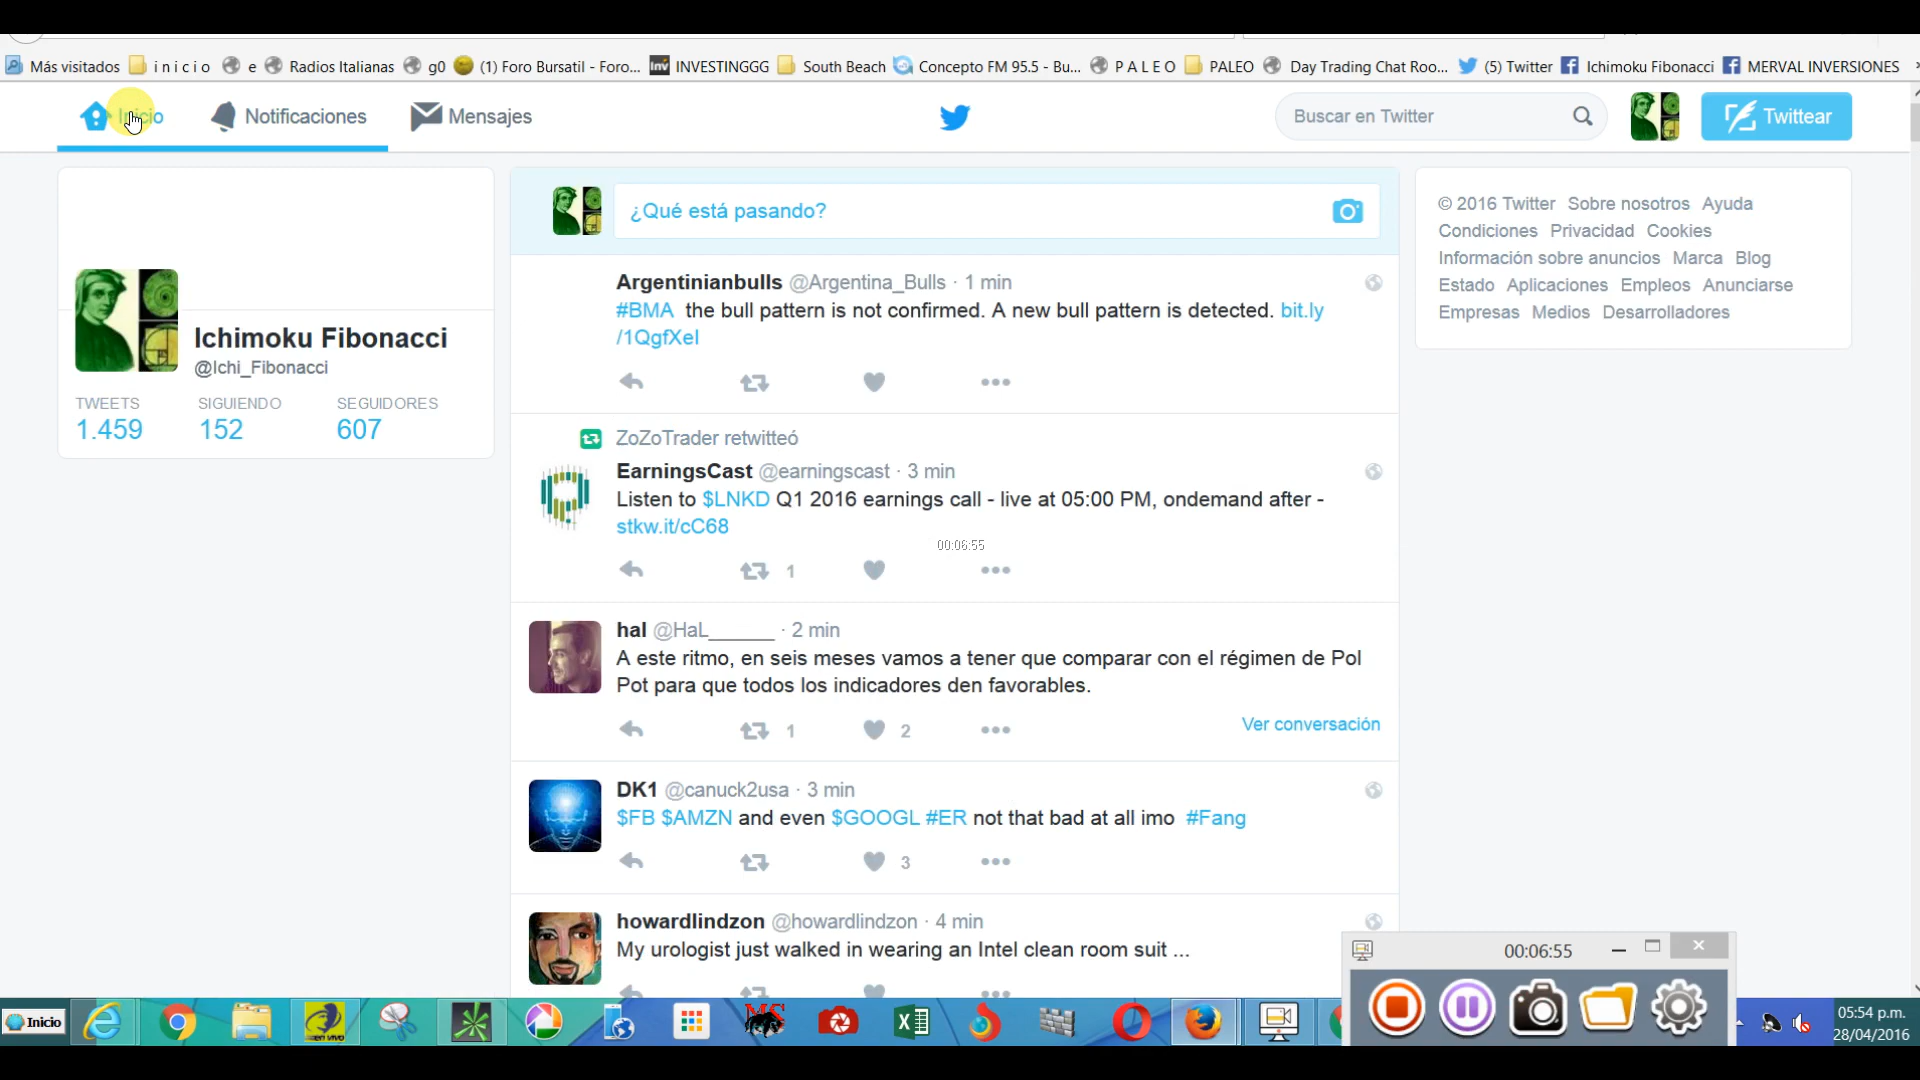 Más visitados i n i c i o e Radios Italianas g0 (1) Foro Bursatil - Foro... Inv INVESTINGGG South Beach Concepto FM 95.5 - Bu... P A L E O PALEO Day Trading Chat Roo... (5) Twitter Ichimoku Fibonacci MERVAL INVERSIONES
Inicio Notificaciones Mensajes Buscar en Twitter Twittear
¿Qué está pasando?
Ichimoku Fibonacci
@Ichi_Fibonacci
TWEETS SIGUIENDO SEGUIDORES
1.459 152 607
Argentinianbulls @Argentina_Bulls · 1 min
#BMA the bull pattern is not confirmed. A new bull pattern is detected. bit.ly
/1QgfXeI
ZoZoTrader retwitteó
EarningsCast @earningscast · 3 min
Listen to $LNKD Q1 2016 earnings call - live at 05:00 PM, ondemand after -
stkw.it/cC68
00:06:55
1
hal @HaL______ · 2 min
A este ritmo, en seis meses vamos a tener que comparar con el régimen de Pol
Pot para que todos los indicadores den favorables.
1 2 Ver conversación
DK1 @canuck2usa · 3 min
$FB $AMZN and even $GOOGL #ER not that bad at all imo #Fang
3
howardlindzon @howardlindzon · 4 min
My urologist just walked in wearing an Intel clean room suit ...
© 2016 Twitter Sobre nosotros Ayuda
Condiciones Privacidad Cookies
Información sobre anuncios Marca Blog
Estado Aplicaciones Empleos Anunciarse
Empresas Medios Desarrolladores
00:06:55
Inicio EN VIVO MS
05:54 p.m.
28/04/2016